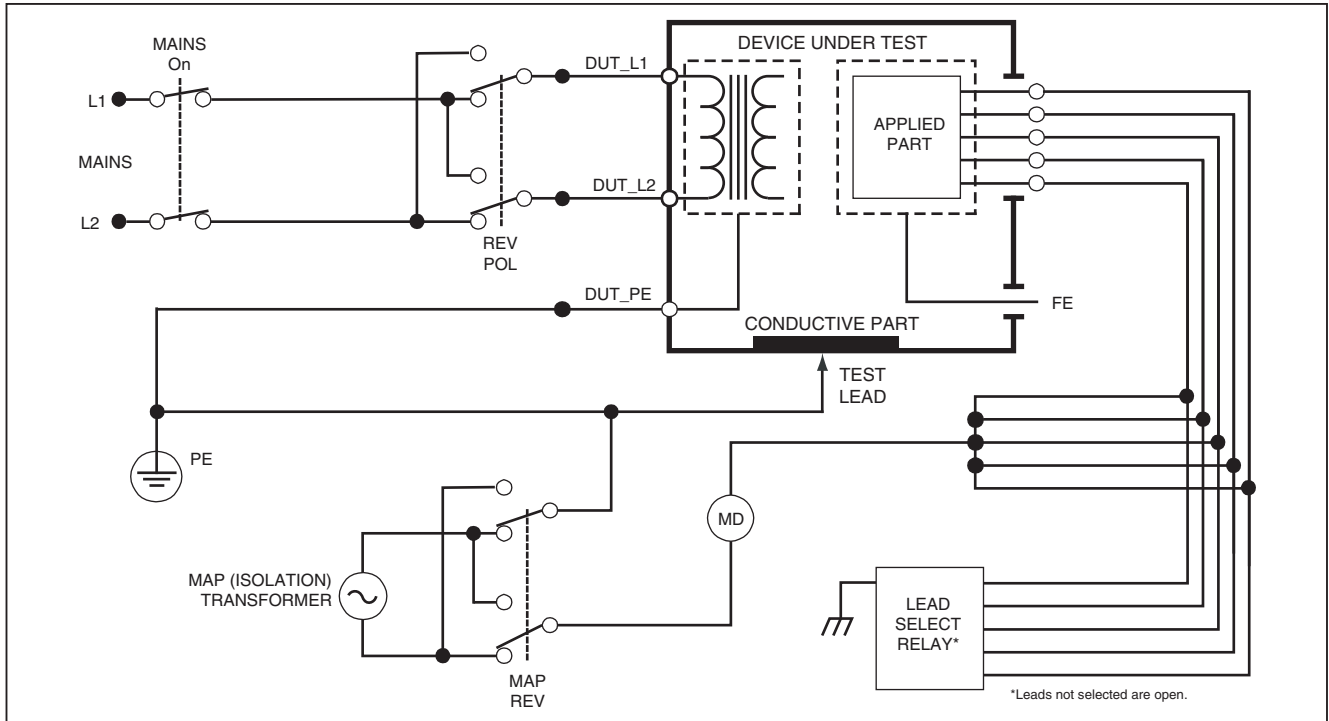 MAINS
On
L1
MAINS
L2
REV
POL
DUT_L1
DUT_L2
DUT_PE
DEVICE UNDER TEST
APPLIED
PART
FE
CONDUCTIVE PART
TEST
LEAD
PE
MAP (ISOLATION)
TRANSFORMER
MAP
REV
MD
LEAD
SELECT
RELAY*
*Leads not selected are open.